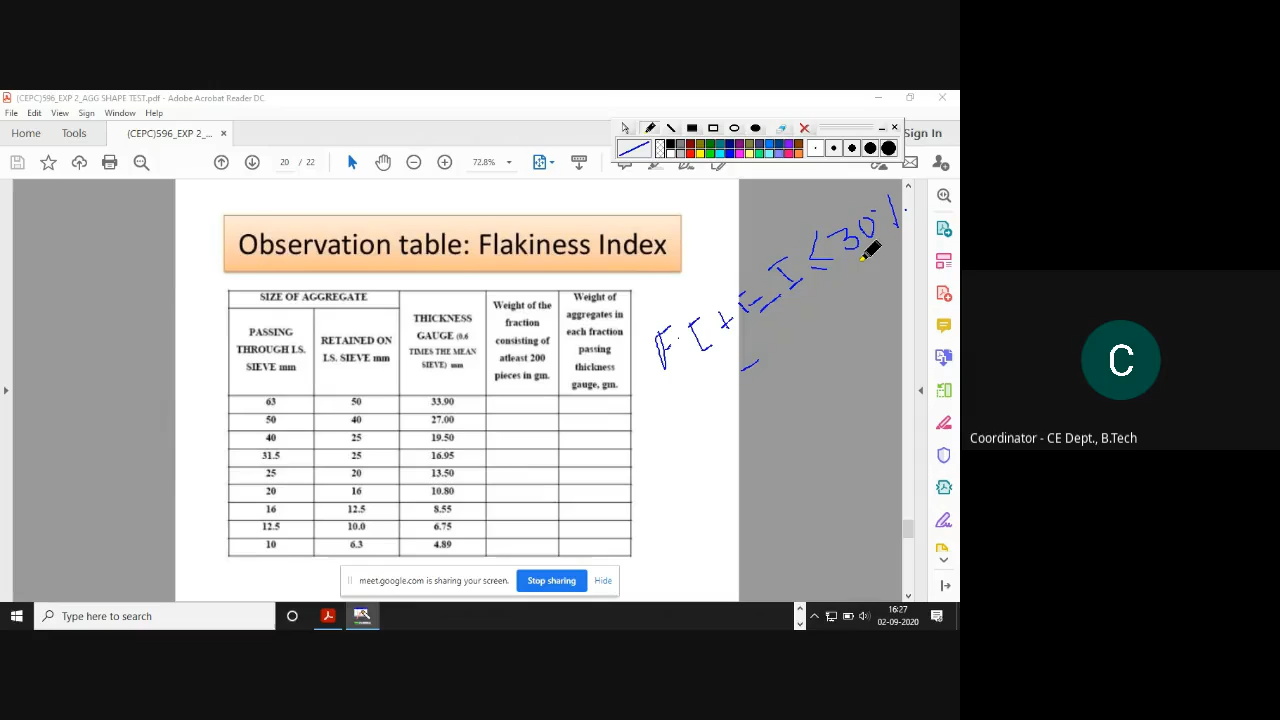 (CEPC)596_EXP 2_AGG SHAPE TEST.pdf - Adobe Acrobat Reader DC
File Edit View Sign Window Help
Home Tools (CEPC)596_EXP 2_... × Sign In
20 / 22 72.8%
Observation table: Flakiness Index
SIZE OF AGGREGATE
PASSING THROUGH I.S. SIEVE mm
RETAINED ON I.S. SIEVE mm
THICKNESS GAUGE (0.6 TIMES THE MEAN SIEVE) mm
Weight of the fraction consisting of atleast 200 pieces in gm.
Weight of aggregates in each fraction passing thickness gauge, gm.
63 50 33.90
50 40 27.00
40 25 19.50
31.5 25 16.95
25 20 13.50
20 16 10.80
16 12.5 8.55
12.5 10.0 6.75
10 6.3 4.89
F.I + E I ≤ 30%
meet.google.com is sharing your screen. Stop sharing Hide
C
Coordinator - CE Dept., B.Tech
Type here to search
16:27
02-09-2020